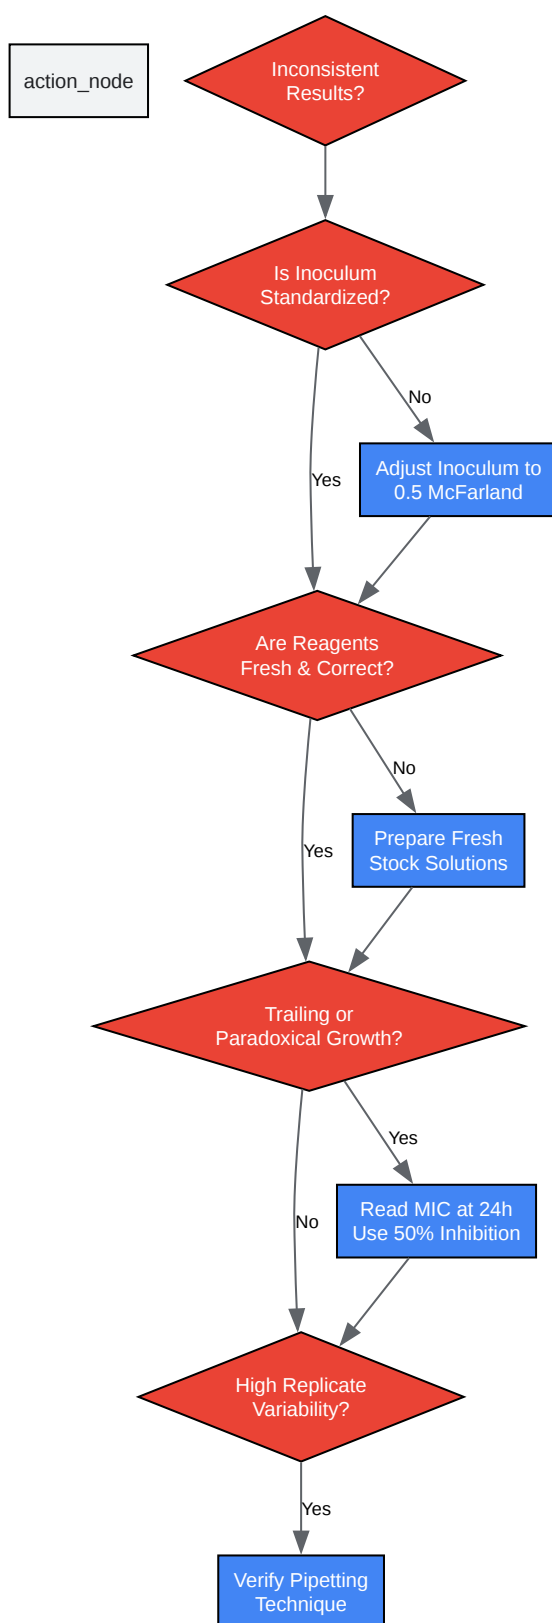 action_node
Inconsistent
Results?
Is Inoculum
Standardized?
No
Yes
Adjust Inoculum to
0.5 McFarland
Are Reagents
Fresh & Correct?
No
Yes
Prepare Fresh
Stock Solutions
Trailing or
Paradoxical Growth?
Yes
No
Read MIC at 24h
Use 50% Inhibition
High Replicate
Variability?
Yes
Verify Pipetting
Technique